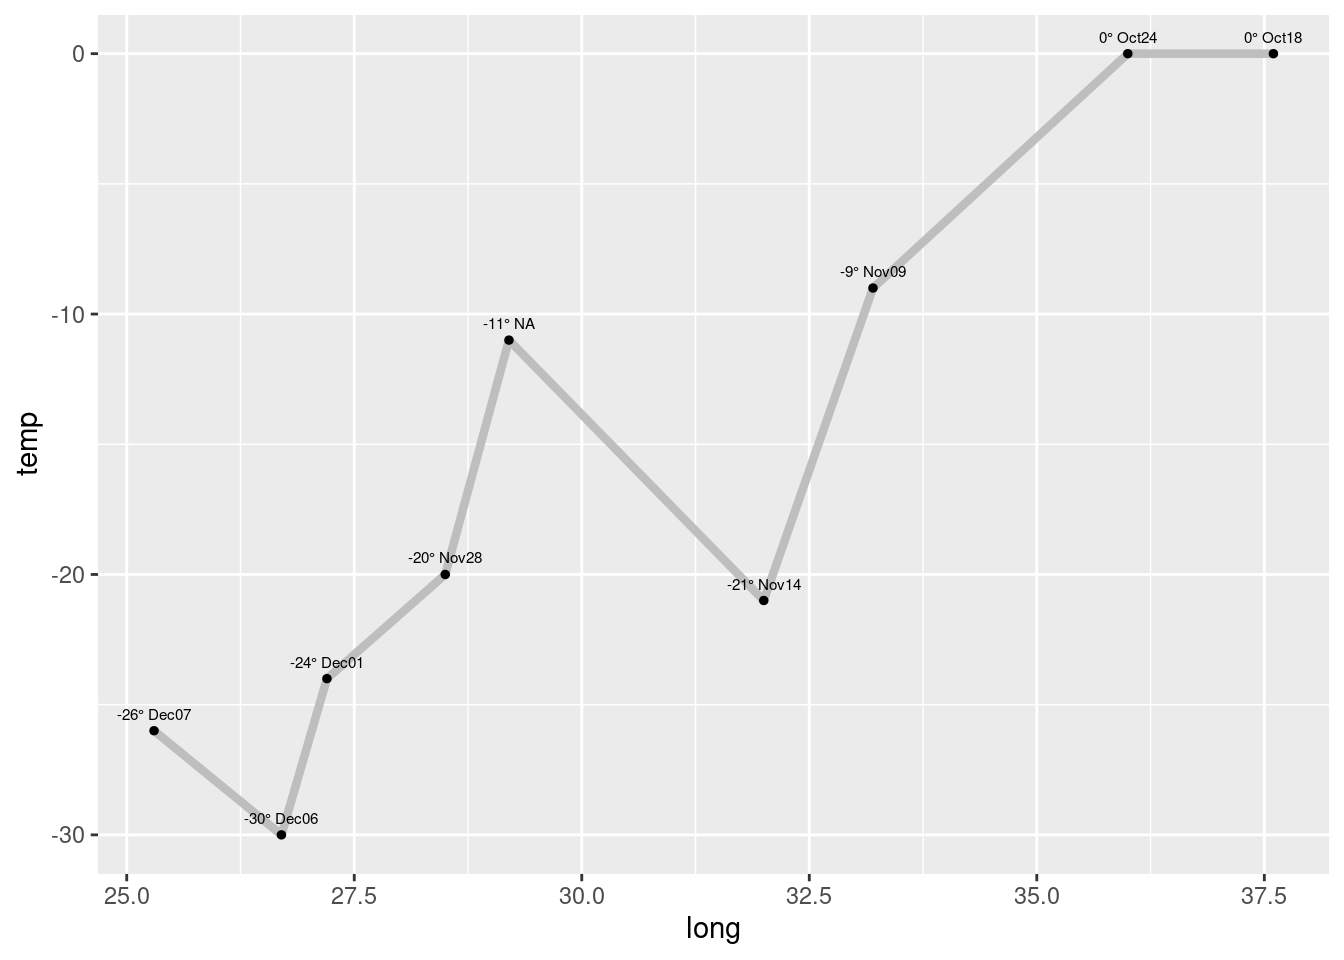 0° Oct24
0° Oct18
0
-9° Nov09
-10
-11° NA
temp
-20° Nov28
-20
-21° Nov14
-24° Dec01
-26° Dec07
-30° Dec06
-30
25.0
27.5
30.0
32.5
35.0
37.5
long